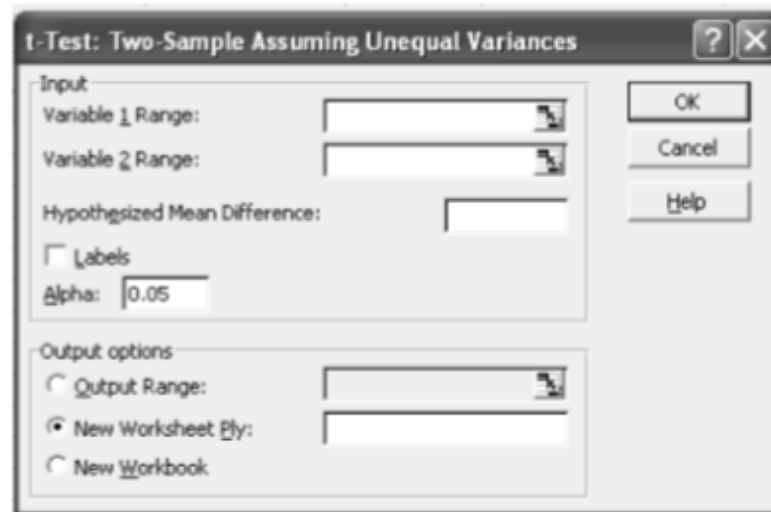 t-Test: Two-Sample Assuming Unequal Variances
Input
Variable 1 Range:
Variable 2 Range:
Hypothesized Mean Difference:
Labels
Alpha: 0.05
OK
Cancel
Help
Output options
Output Range:
New Worksheet Ply:
New Workbook